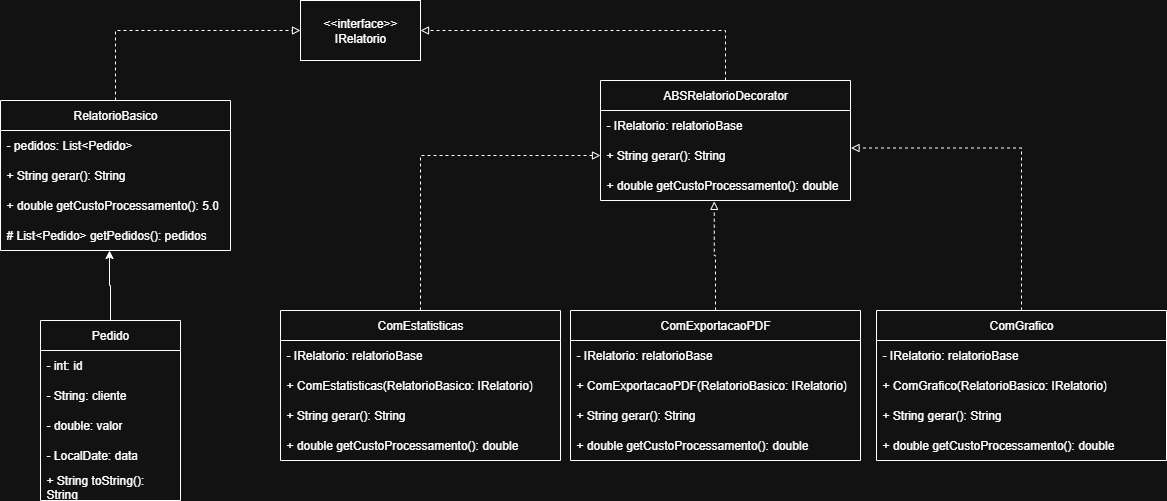 <<interface>>
IRelatorio
RelatorioBasico
- pedidos: List<Pedido>
+ String gerar(): String
+ double getCustoProcessamento(): 5.0
# List<Pedido> getPedidos(): pedidos
ABSRelatorioDecorator
- IRelatorio: relatorioBase
+ String gerar(): String
+ double getCustoProcessamento(): double
Pedido
- int: id
- String: cliente
- double: valor
- LocalDate: data
+ String toString():
String
ComEstatisticas
- IRelatorio: relatorioBase
+ ComEstatisticas(RelatorioBasico: IRelatorio)
+ String gerar(): String
+ double getCustoProcessamento(): double
ComExportacaoPDF
- IRelatorio: relatorioBase
+ ComExportacaoPDF(RelatorioBasico: IRelatorio)
+ String gerar(): String
+ double getCustoProcessamento(): double
ComGrafico
- IRelatorio: relatorioBase
+ ComGrafico(RelatorioBasico: IRelatorio)
+ String gerar(): String
+ double getCustoProcessamento(): double